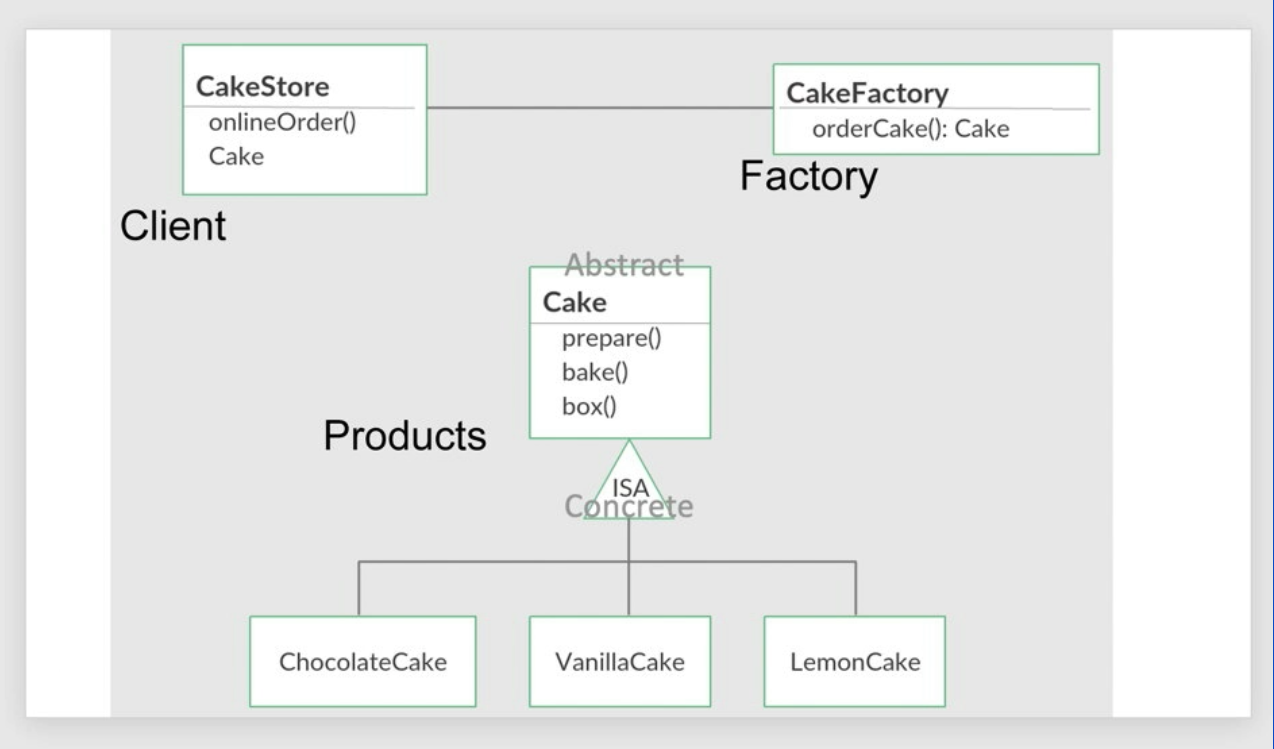 CakeStore
onlineOrder()
Cake
Client
CakeFactory
orderCake(): Cake
Factory
Abstract
Cake
prepare()
bake()
box()
Products
ISA
Concrete
ChocolateCake
VanillaCake
LemonCake